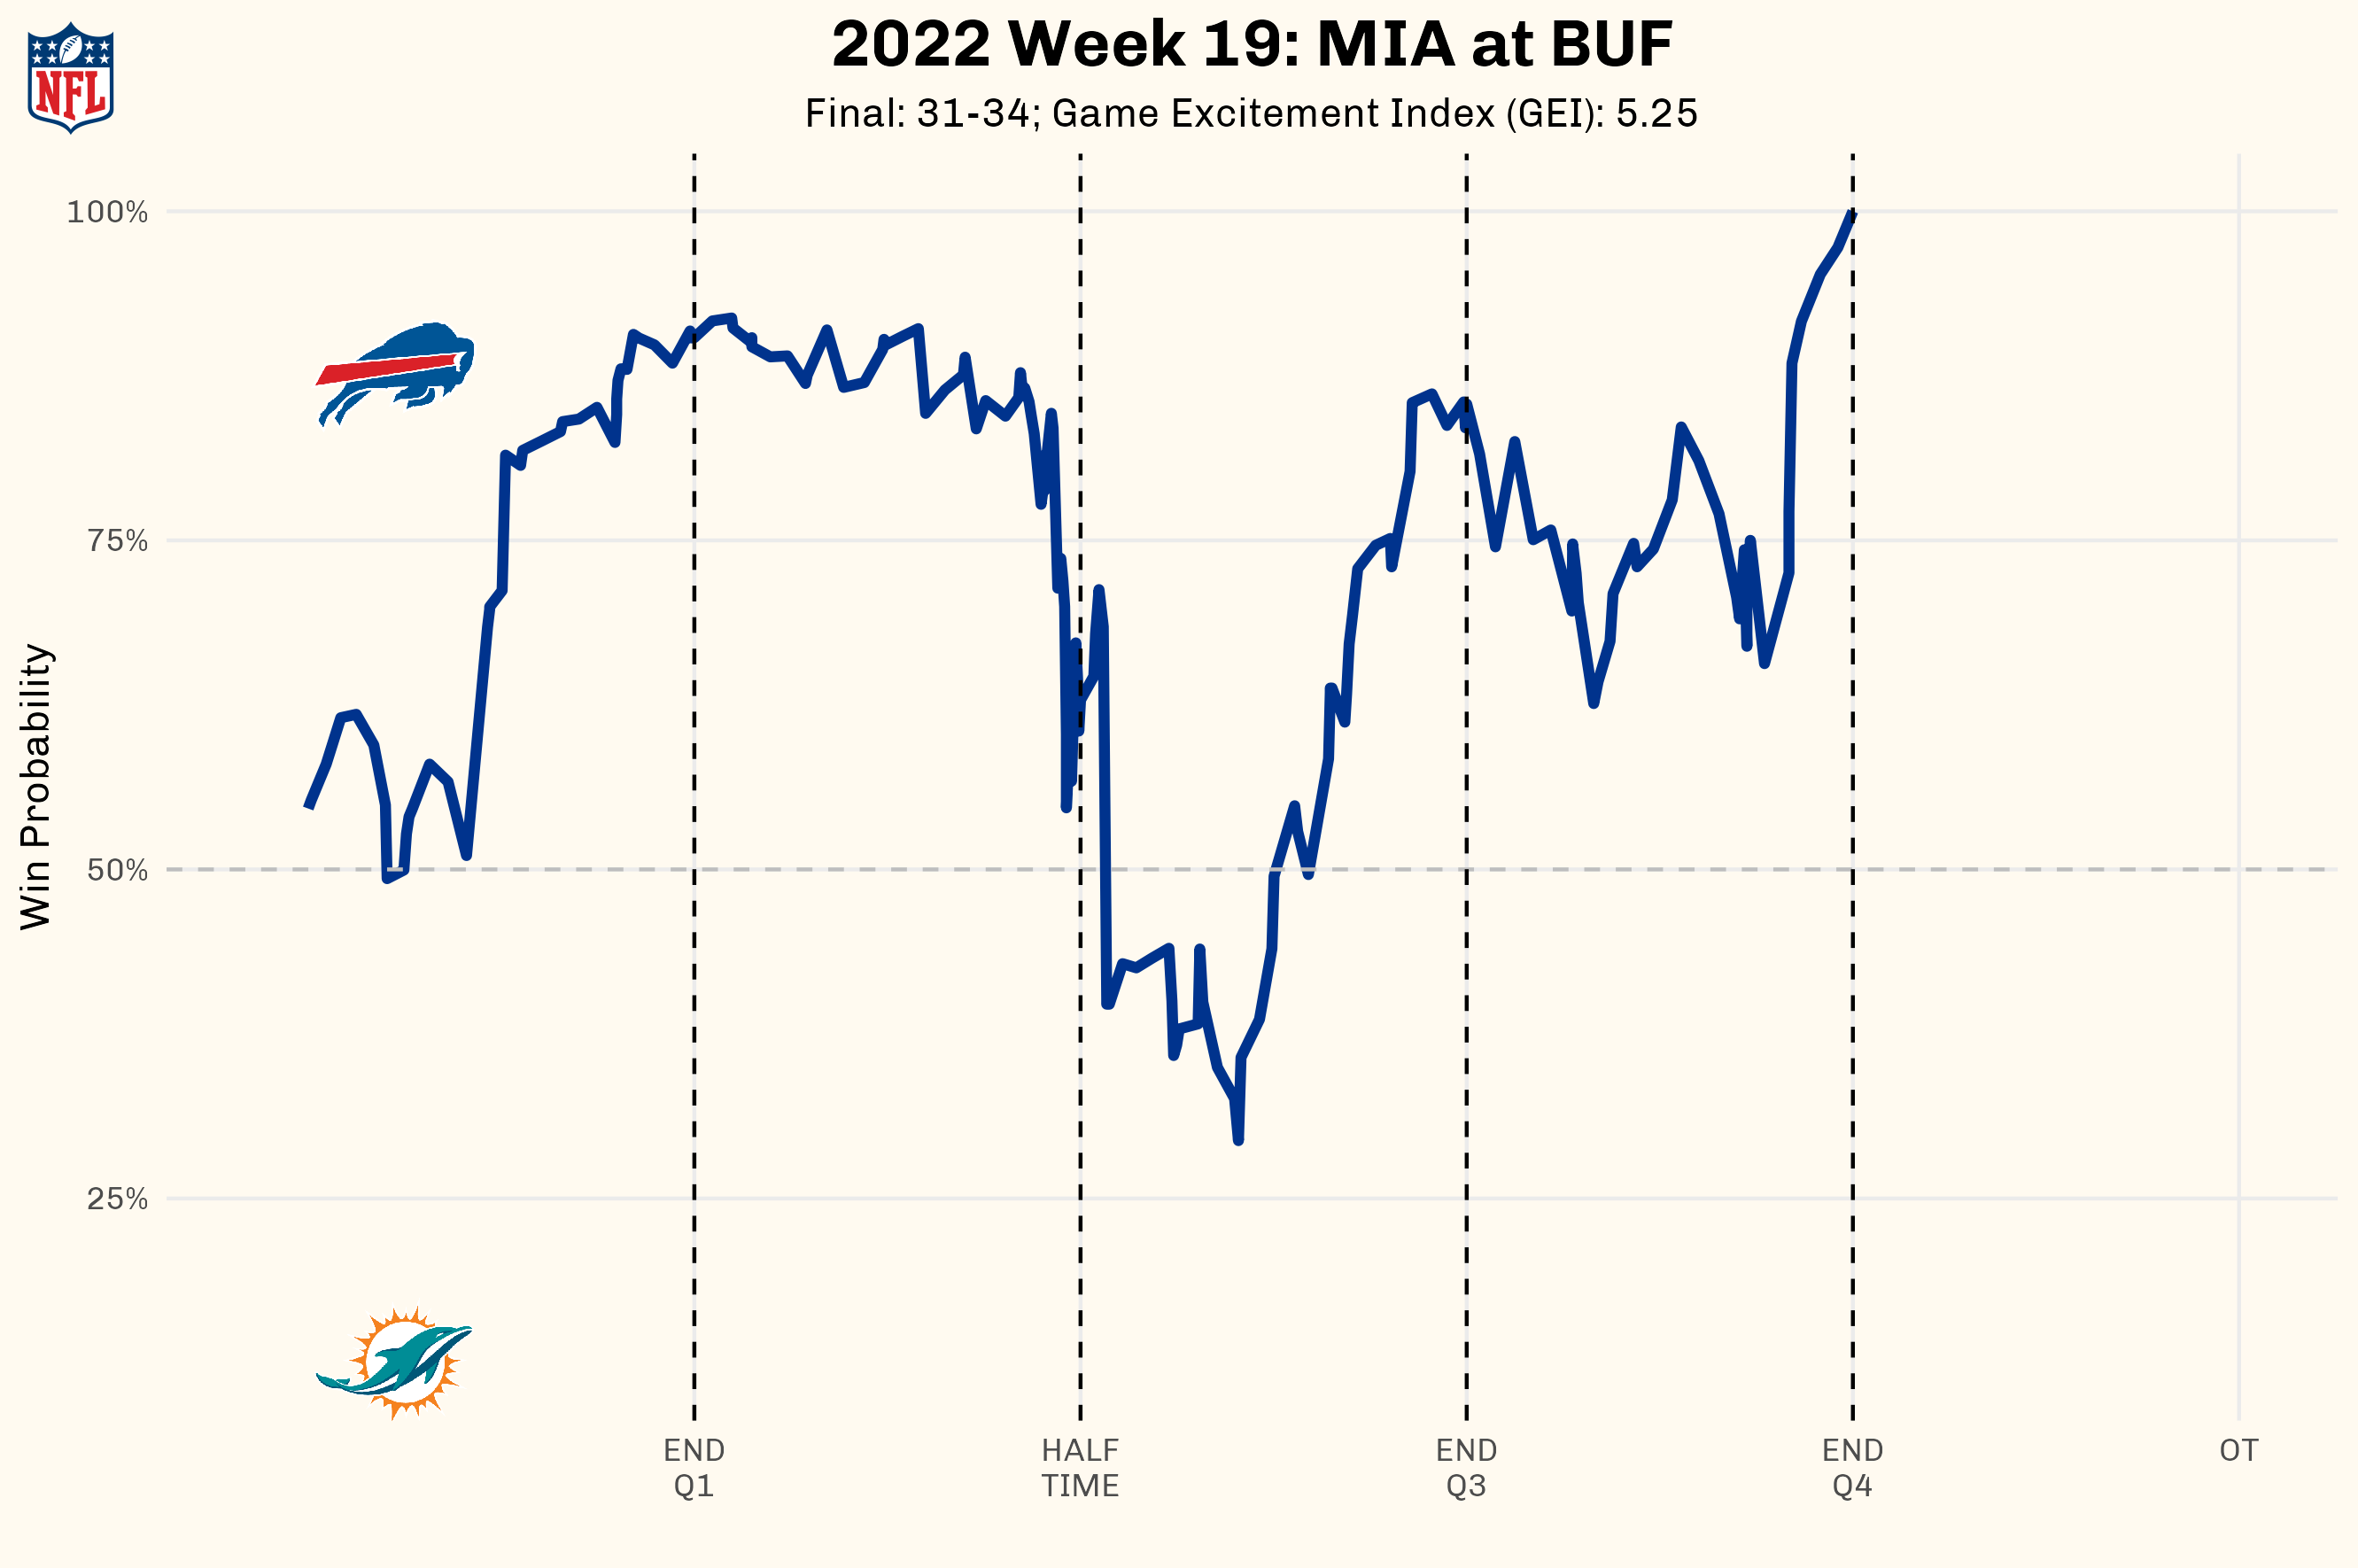 NFL
2022 Week 19: MIA at BUF
Final: 31-34; Game Excitement Index (GEI): 5.25
Win Probability
100%
75%
50%
25%
END
Q1
HALF
TIME
END
Q3
END
Q4
OT